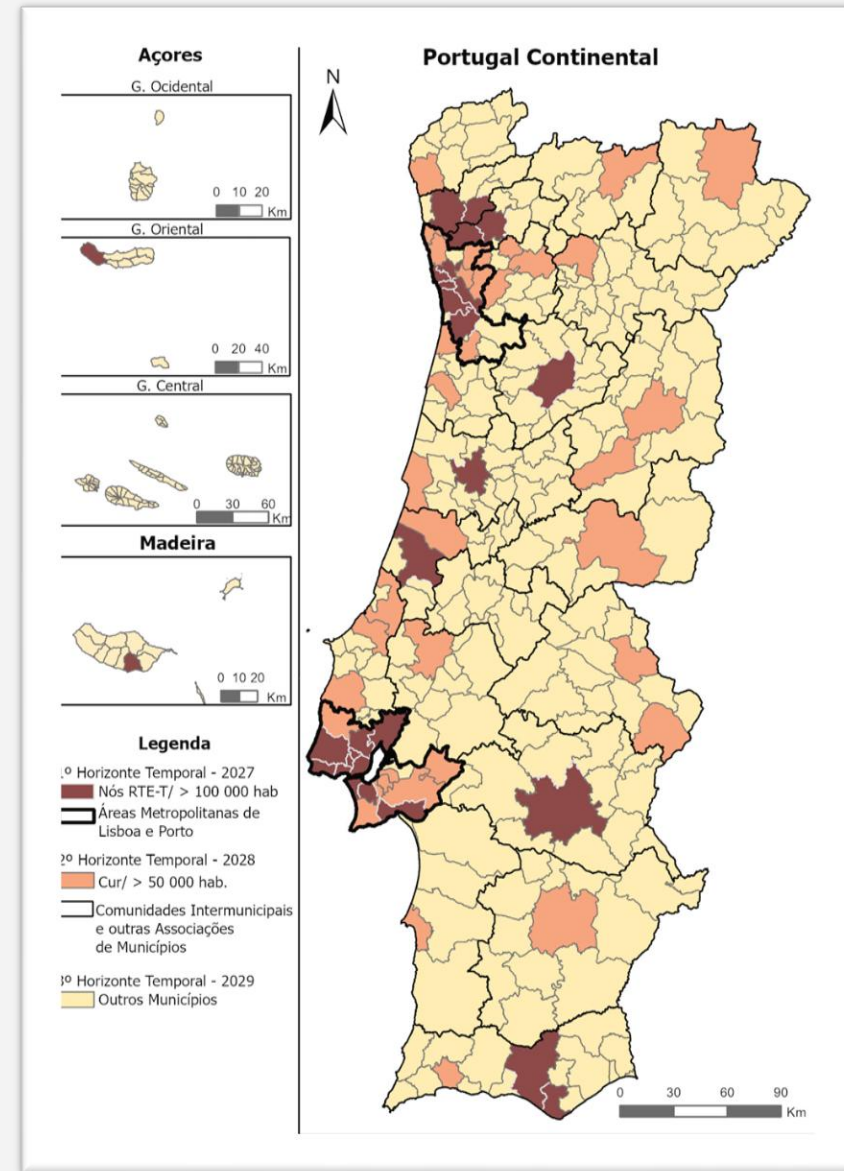 Açores
G. Ocidental
0 10 20
Km
G. Oriental
0 20 40
Km
G. Central
0 30 60
Km
Madeira
0 10 20
Km
Legenda
1º Horizonte Temporal - 2027
Nós RTE-T/ > 100 000 hab
Áreas Metropolitanas de
Lisboa e Porto
2º Horizonte Temporal - 2028
Cur/ > 50 000 hab.
Comunidades Intermunicipais
e outras Associações
de Municípios
3º Horizonte Temporal - 2029
Outros Municípios
Portugal Continental
N
0 30 60 90
Km